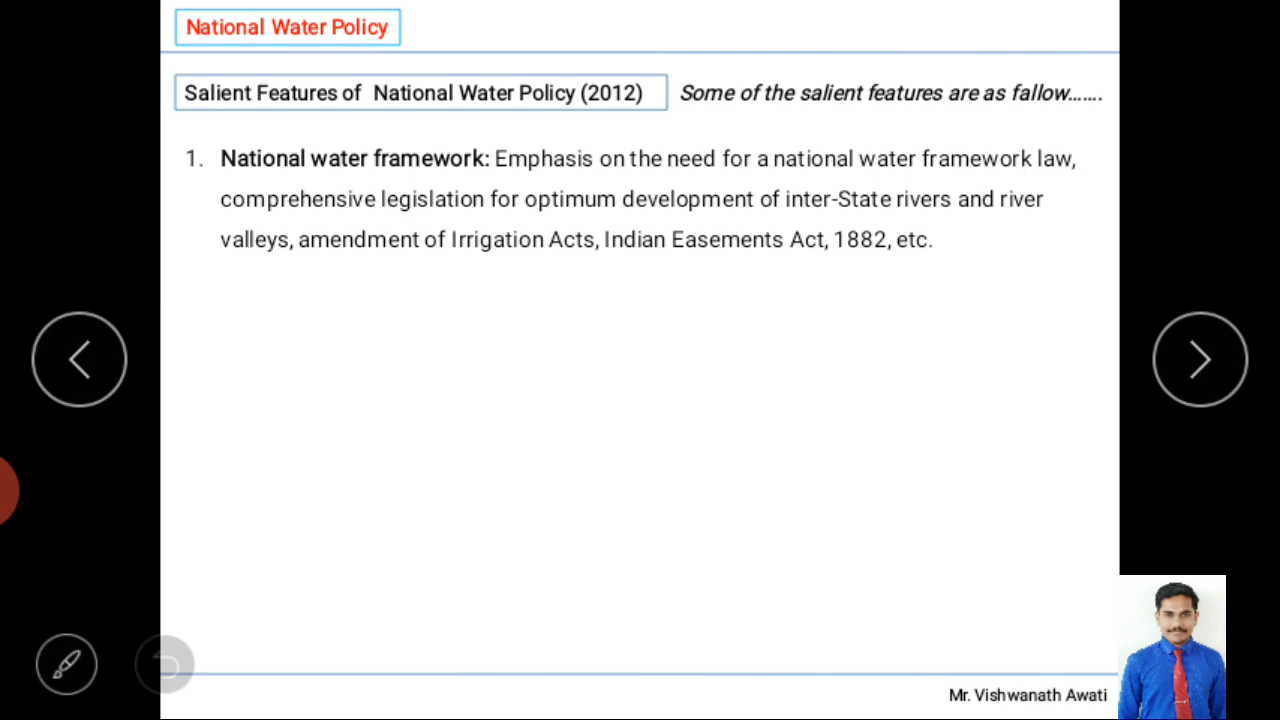 National Water Policy
Salient Features of National Water Policy (2012) Some of the salient features are as fallow.......
1. National water framework: Emphasis on the need for a national water framework law,
comprehensive legislation for optimum development of inter-State rivers and river
valleys, amendment of Irrigation Acts, Indian Easements Act, 1882, etc.
Mr. Vishwanath Awati